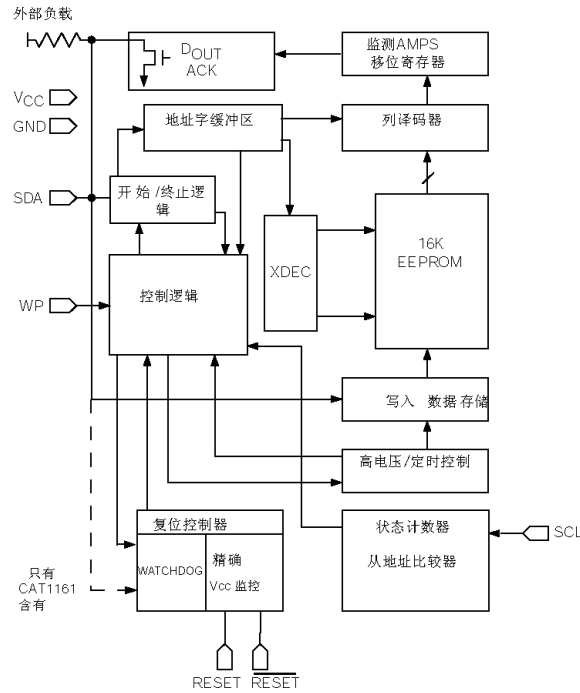 外部负载
DOUT
ACK
监测AMPS
移位寄存器
VCC
GND
地址字缓冲区
列译码器
SDA
开始/终止逻
辑
XDEC
16K
EEPROM
WP
控制逻辑
写入 数据存储
高电压/定时控制
复位控制器
WATCHDOG
精确
Vcc 监控
状态计数器
从地址比较器
SCL
只有
CAT1161
含有
RESET
RESET